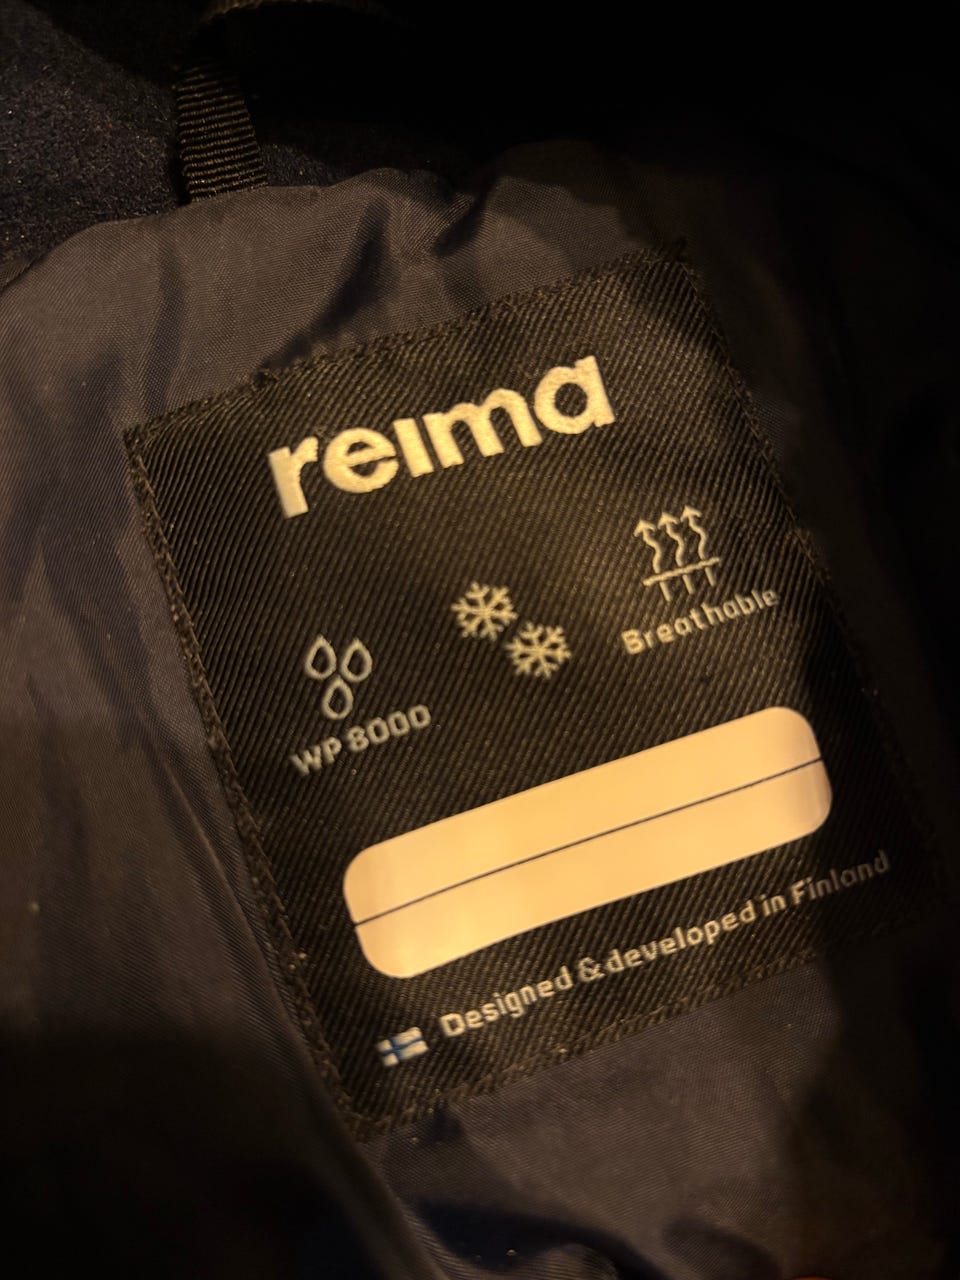 reima
WP 8000
Breathable
Designed & developed in Finland